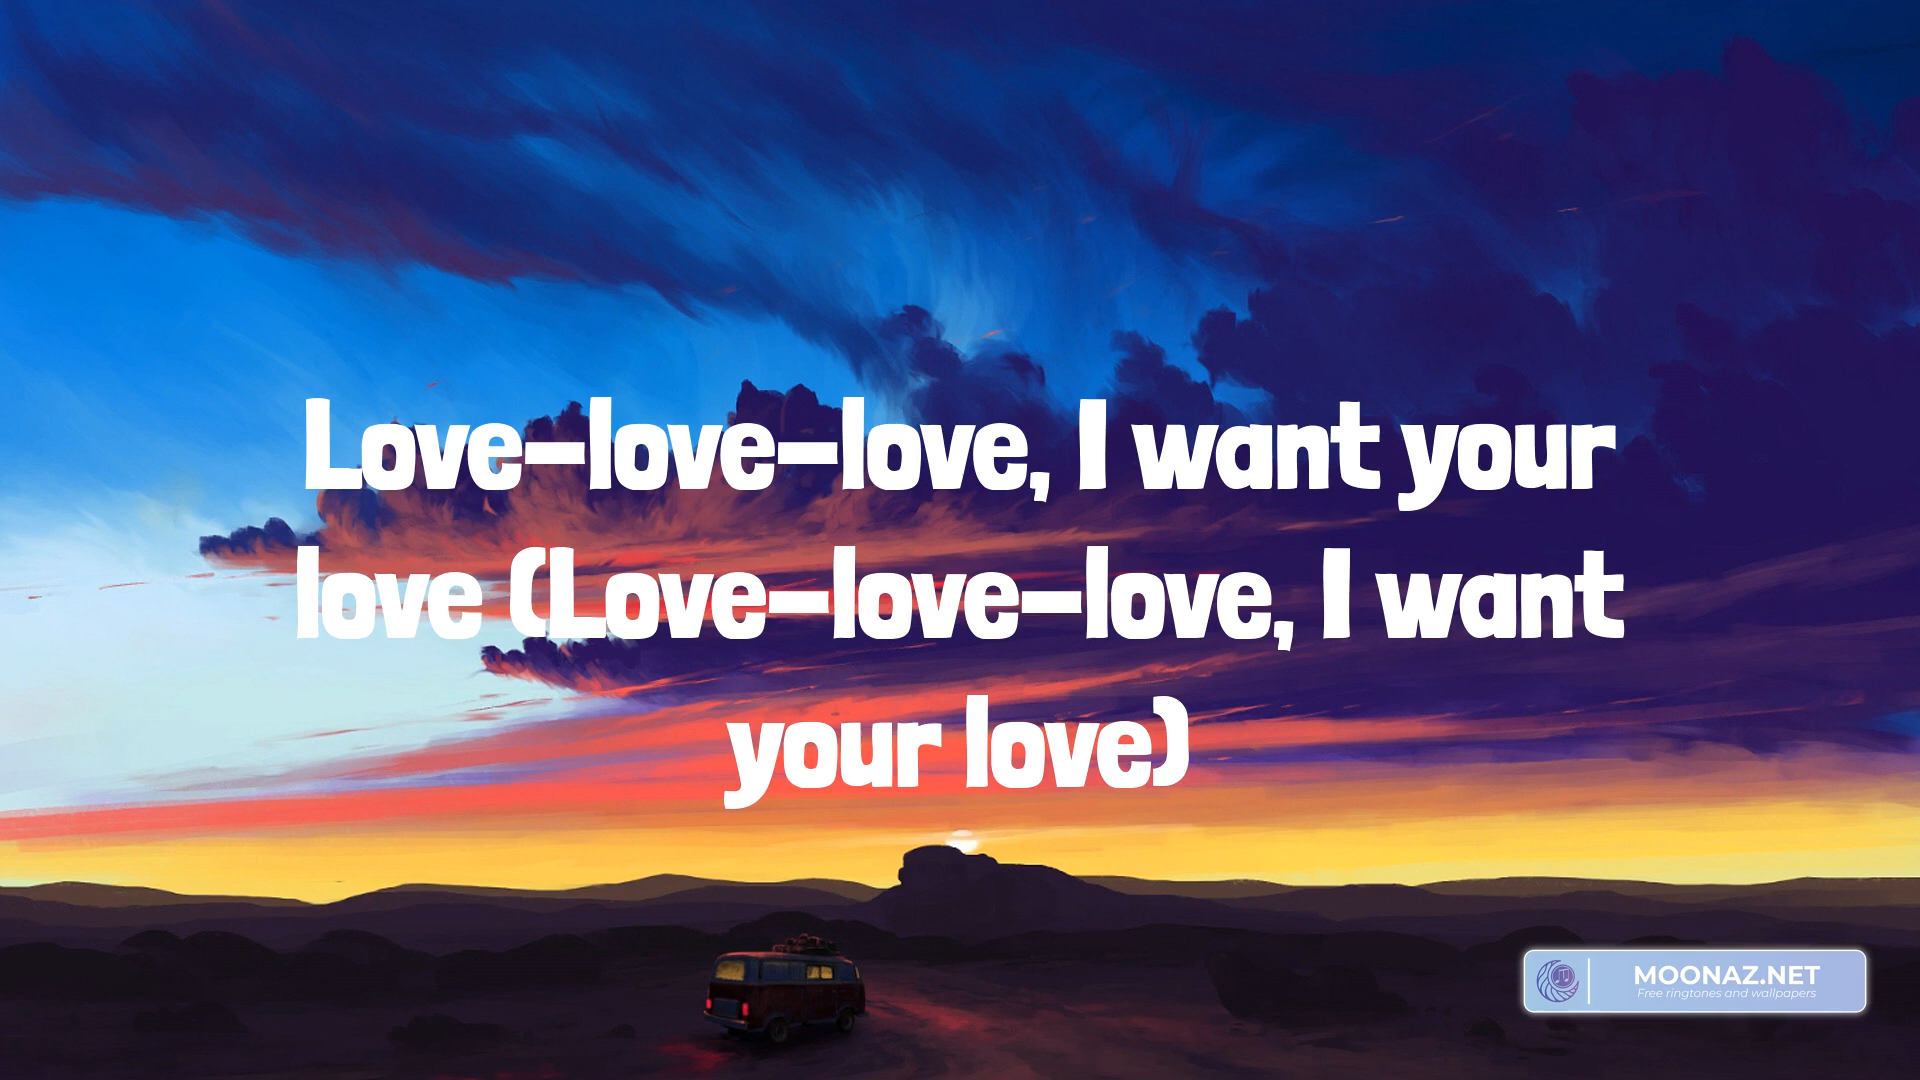 Love-love-love, I want your
love (Love-love-love, I want
your love)
MOONAZ.NET
Free ringtones and wallpapers